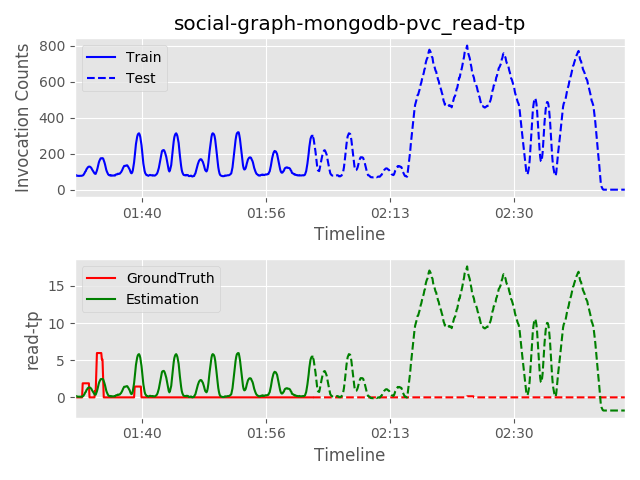 social-graph-mongodb-pvc_read-tp
800
600
400
200
0
Invocation Counts
Train
Test
01:40 01:56 02:13 02:30
Timeline
15
10
5
0
read-tp
GroundTruth
Estimation
01:40 01:56 02:13 02:30
Timeline